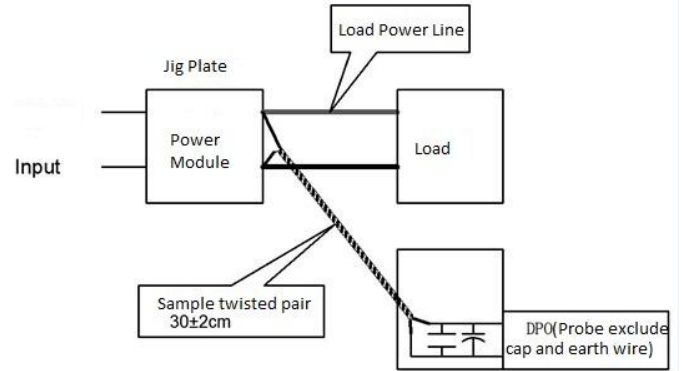 Load Power Line
Jig Plate
Power
Module
Load
Input
Sample twisted pair
30±2cm
DPO(Probe exclude
cap and earth wire)